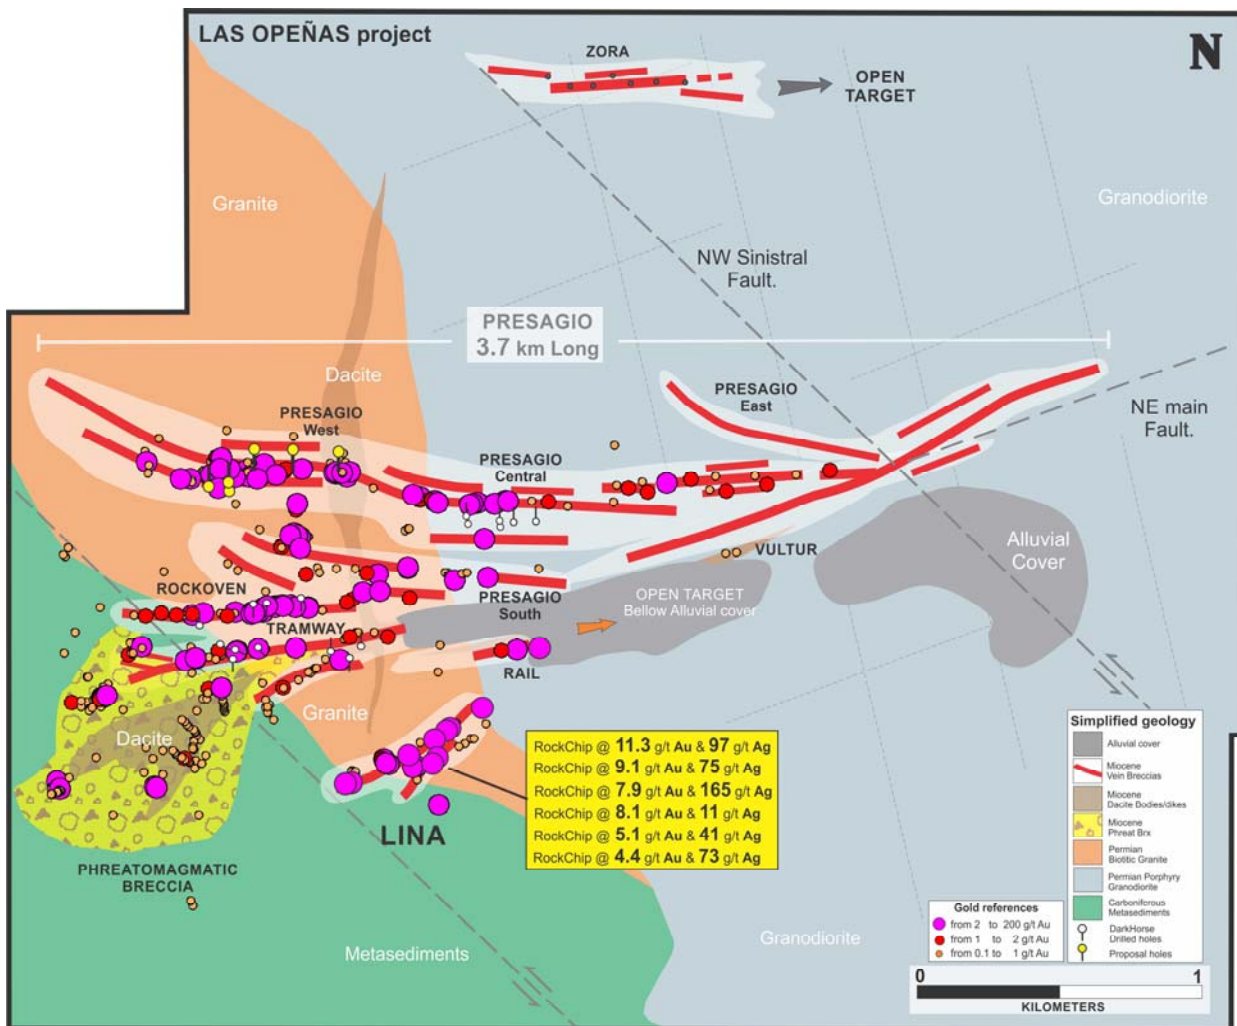 LAS OPEÑAS project
N
ZORA
OPEN
TARGET
Granite
Granodiorite
NW Sinistral
Fault.
PRESAGIO
3.7 km Long
Dacite
PRESAGIO
West
PRESAGIO
East
NE main
Fault.
PRESAGIO
Central
VULTUR
Alluvial
Cover
ROCKOVEN
PRESAGIO
South
OPEN TARGET
Bellow Alluvial cover
TRAMWAY
RAIL
Granite
Dacite
RockChip @ 11.3 g/t Au & 97 g/t Ag
RockChip @ 9.1 g/t Au & 75 g/t Ag
RockChip @ 7.9 g/t Au & 165 g/t Ag
RockChip @ 8.1 g/t Au & 11 g/t Ag
RockChip @ 5.1 g/t Au & 41 g/t Ag
RockChip @ 4.4 g/t Au & 73 g/t Ag
LINA
PHREATOMAGMATIC
BRECCIA
Metasediments
Granodiorite
Simplified geology
Alluvial cover
Miocene
Vein Breccias
Miocene
Dacite Bodies/dikes
Miocene
Phreat Brx
Permian
Biotitic Granite
Permian Porphyry
Granodiorite
Carboniferous
Metasediments
DarkHorse
Drilled holes
Proposal holes
Gold references
from 2 to 200 g/t Au
from 1 to 2 g/t Au
from 0.1 to 1 g/t Au
0 1
KILOMETERS